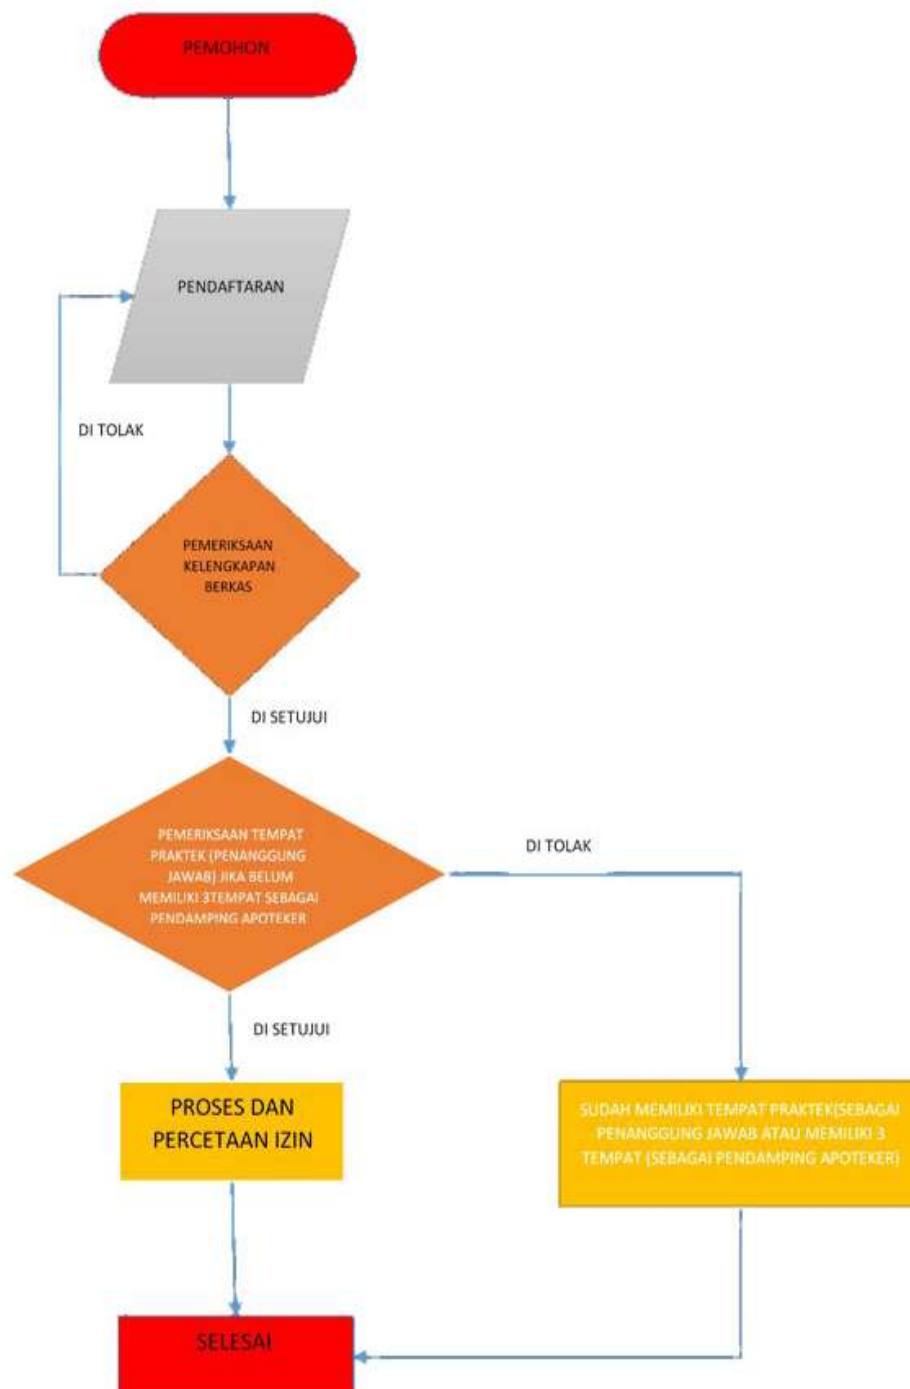 PEMOHON
PENDAFTARAN
DI TOLAK
PEMERIKSAAN
KELENGKAPAN
BERKAS
DI SETUJUI
PEMERIKSAAN TEMPAT
PRAKTEK (PENANGGUNG
JAWAB) JIKA BELUM
MEMILIKI 3TEMPAT SEBAGAI
PENDAMPING APOTEKER
DI TOLAK
DI SETUJUI
PROSES DAN
PERCETAAN IZIN
SUDAH MEMILIKI TEMPAT PRAKTEK(SEBAGAI
PENANGGUNG JAWAB ATAU MEMILIKI 3
TEMPAT (SEBAGAI PENDAMPING APOTEKER)
SELESAI